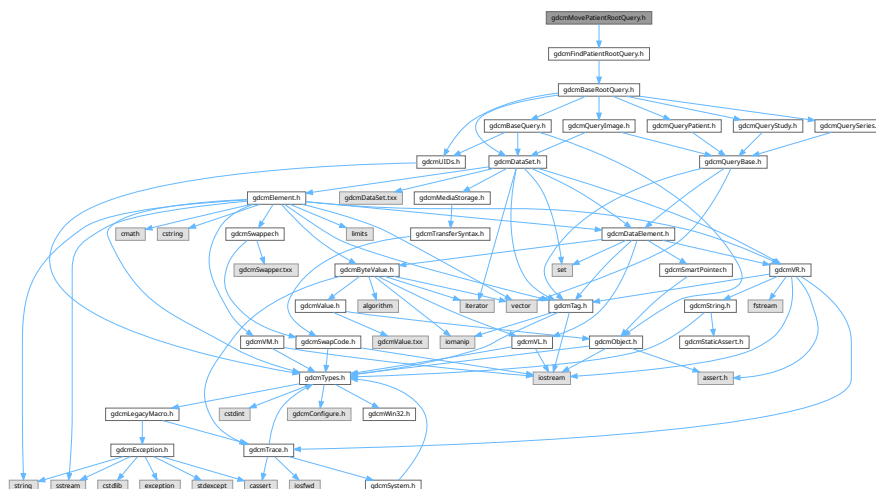 gdcmMovePatientRootQuery.h
gdcmFindPatientRootQuery.h
gdcmBaseRootQuery.h
gdcmBaseQuery.h
gdcmQueryImage.h
gdcmQueryPatient.h
gdcmQueryStudy.h
gdcmQuerySeries.
gdcmUIDs.h
gdcmDataSet.h
gdcmQueryBase.h
gdcmElement.h
gdcmDataSet.txx
gdcmMediaStorage.h
cmath
cstring
gdcmSwapper.h
limits
gdcmTransferSyntax.h
gdcmDataElement.h
gdcmSwapper.txx
gdcmByteValue.h
set
gdcmSmartPointer.h
gdcmVR.h
gdcmValue.h
algorithm
iterator
vector
gdcmTag.h
gdcmString.h
fstream
gdcmVM.h
gdcmSwapCode.h
gdcmValue.txx
iomanip
gdcmVL.h
gdcmObject.h
gdcmStaticAssert.h
gdcmTypes.h
iostream
assert.h
gdcmLegacyMacro.h
cstdint
gdcmConfigure.h
gdcmWin32.h
gdcmException.h
gdcmTrace.h
string
sstream
cstdlib
exception
stdexcept
cassert
iosfwd
gdcmSystem.h